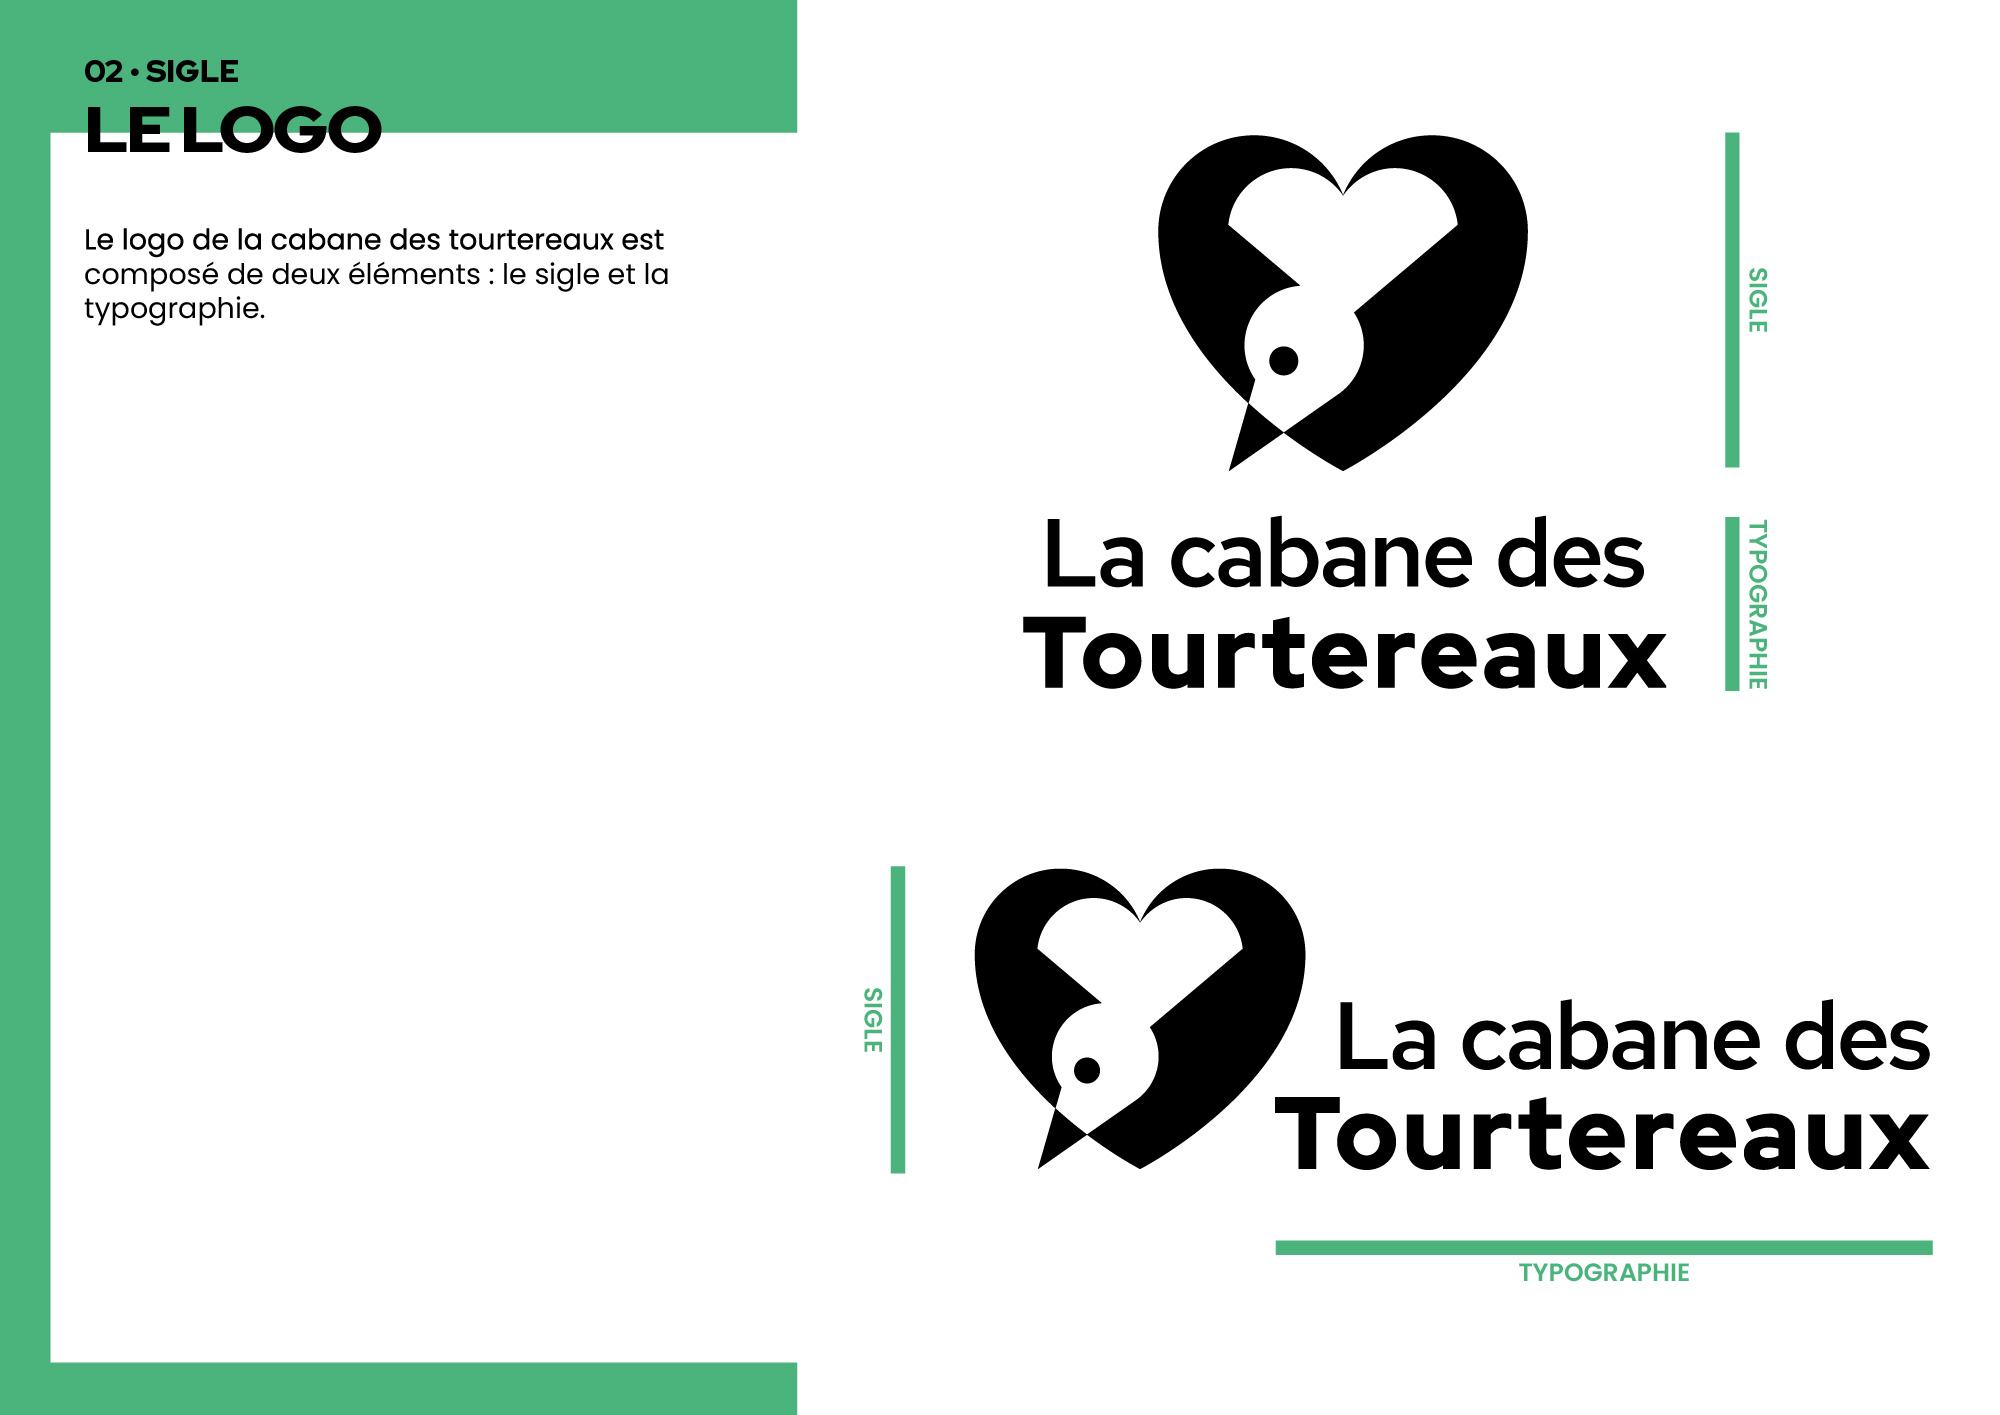 02 • SIGLE
LE LOGO
Le logo de la cabane des tourtereaux est
composé de deux éléments : le sigle et la
typographie.
SIGLE
La cabane des
Tourtereaux
TYPOGRAPHIE
SIGLE
La cabane des
Tourtereaux
TYPOGRAPHIE